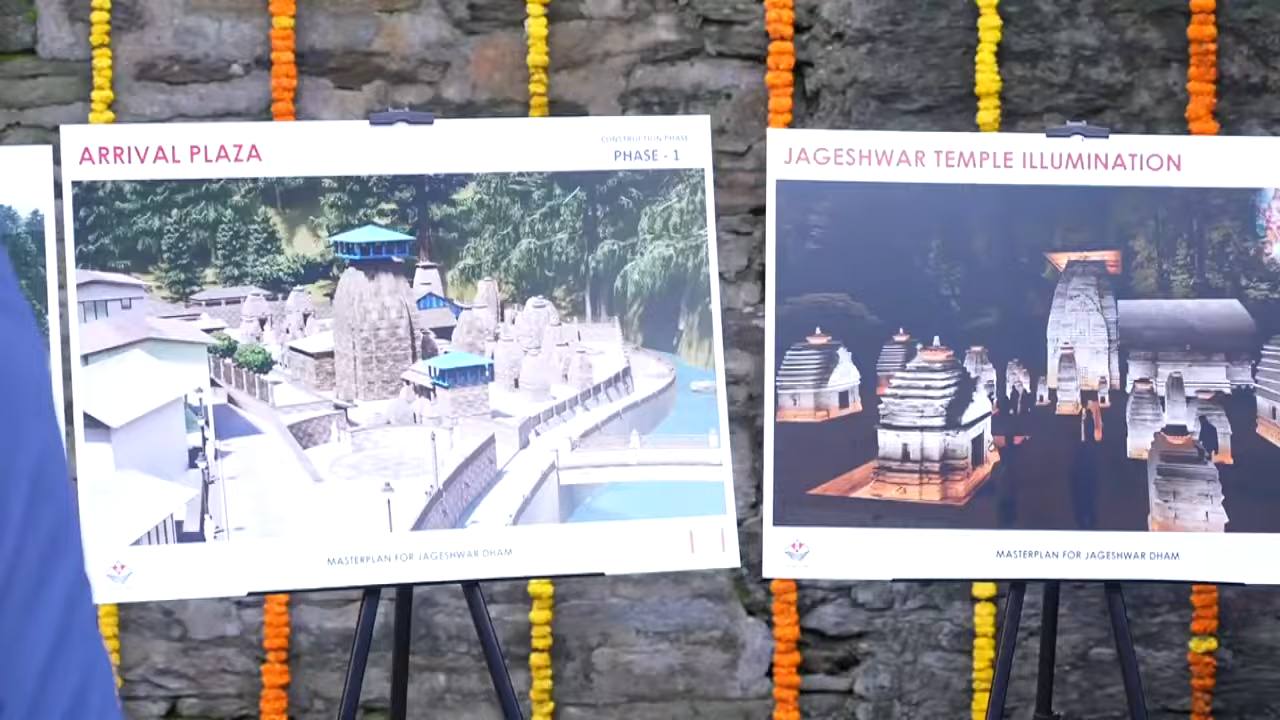 ARRIVAL PLAZA
CONSTRUCTION PHASE
PHASE - 1
MASTERPLAN FOR JAGESHWAR DHAM
JAGESHWAR TEMPLE ILLUMINATION
MASTERPLAN FOR JAGESHWAR DHAM